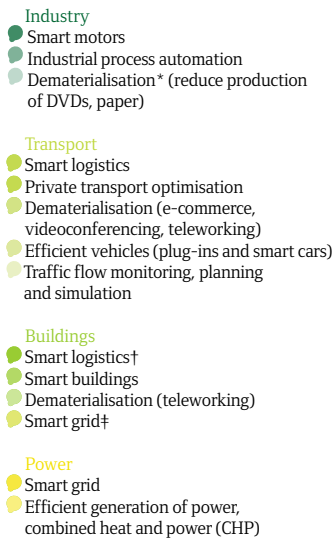 Industry
Smart motors
Industrial process automation
Dematerialisation* (reduce production
of DVDs, paper)
Transport
Smart logistics
Private transport optimisation
Dematerialisation (e-commerce,
videoconferencing, teleworking)
Efficient vehicles (plug-ins and smart cars)
Traffic flow monitoring, planning
and simulation
Buildings
Smart logistics†
Smart buildings
Dematerialisation (teleworking)
Smart grid‡
Power
Smart grid
Efficient generation of power,
combined heat and power (CHP)